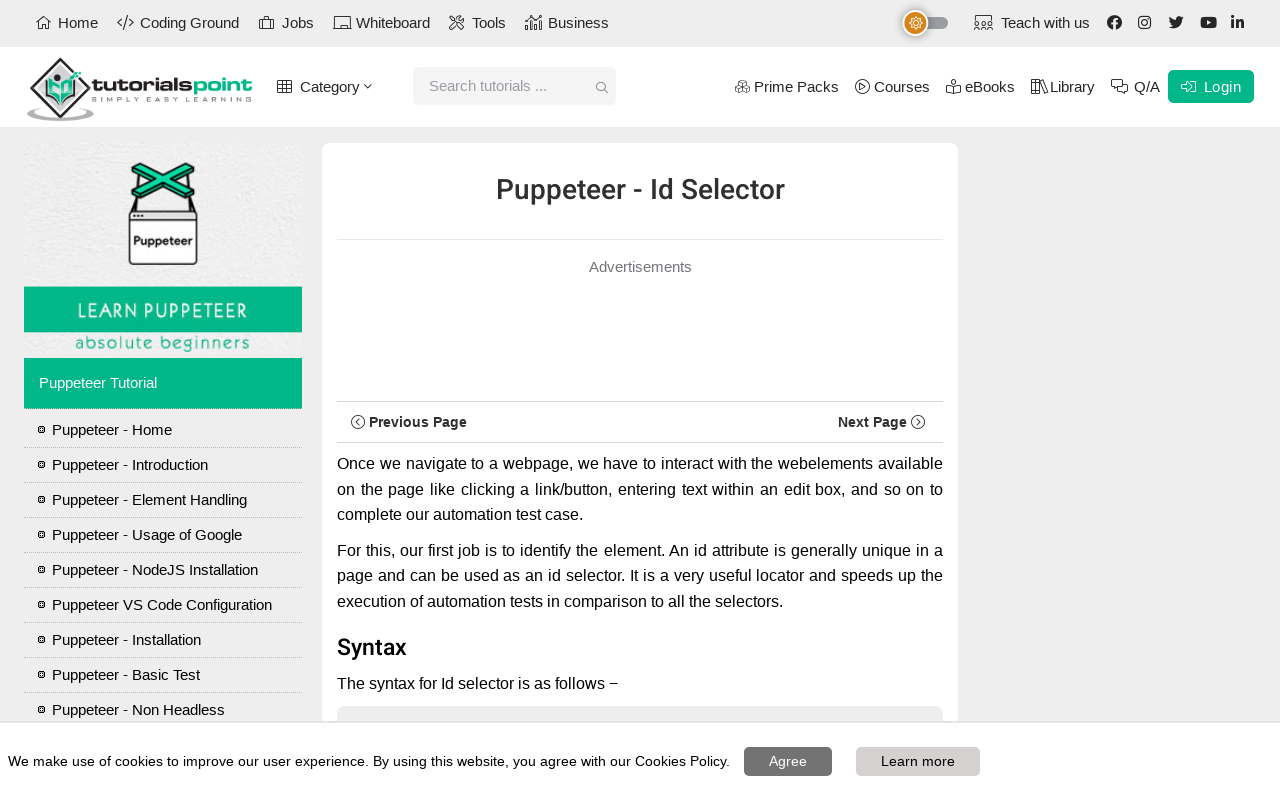 Home Coding Ground Jobs Whiteboard Tools Business Teach with us
tutorialspoint
SIMPLY EASY LEARNING
Category Search tutorials ... Prime Packs Courses eBooks Library Q/A Login
Puppeteer
LEARN PUPPETEER
absolute beginners
Puppeteer Tutorial
Puppeteer - Home
Puppeteer - Introduction
Puppeteer - Element Handling
Puppeteer - Usage of Google
Puppeteer - NodeJS Installation
Puppeteer VS Code Configuration
Puppeteer - Installation
Puppeteer - Basic Test
Puppeteer - Non Headless
Puppeteer - Id Selector
Advertisements
Previous Page Next Page
Once we navigate to a webpage, we have to interact with the webelements available
on the page like clicking a link/button, entering text within an edit box, and so on to
complete our automation test case.
For this, our first job is to identify the element. An id attribute is generally unique in a
page and can be used as an id selector. It is a very useful locator and speeds up the
execution of automation tests in comparison to all the selectors.
Syntax
The syntax for Id selector is as follows −
We make use of cookies to improve our user experience. By using this website, you agree with our Cookies Policy. Agree Learn more